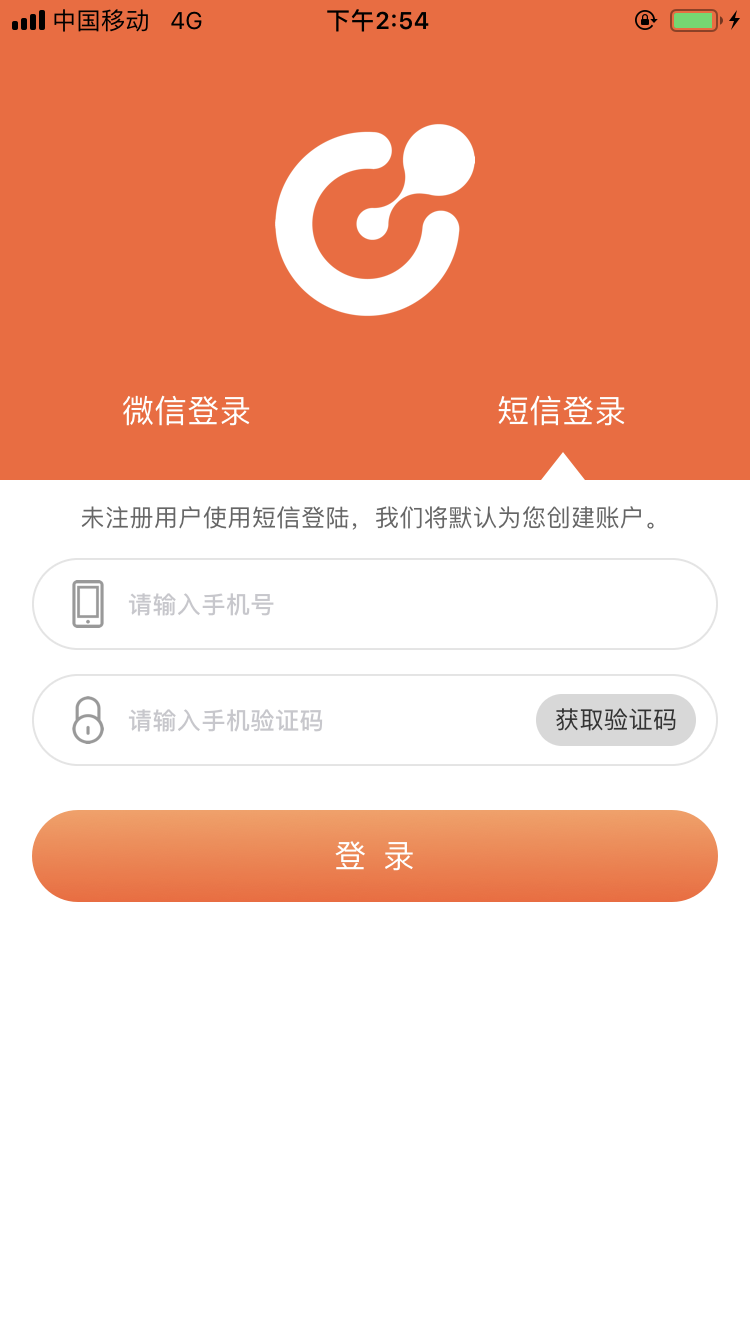 中国移动 4G 下午2:54
微信登录 短信登录
未注册用户使用短信登陆，我们将默认为您创建账户。
请输入手机号
请输入手机验证码 获取验证码
登 录